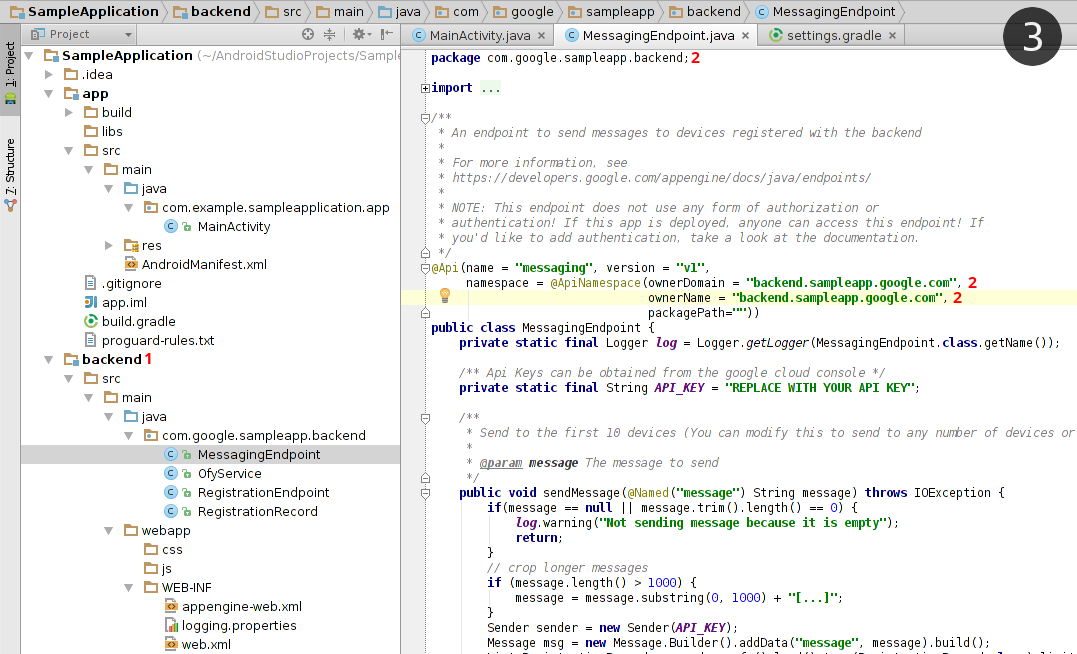 SampleApplication backend src main java com google sampleapp backend MessagingEndpoint
Project
MainActivity.java MessagingEndpoint.java settings.gradle
3
1: Project
7: Structure
SampleApplication (~/AndroidStudioProjects/Sample
.idea
app
build
libs
src
main
java
com.example.sampleapplication.app
MainActivity
res
AndroidManifest.xml
.gitignore
app.iml
build.gradle
proguard-rules.txt
backend 1
src
main
java
com.google.sampleapp.backend
MessagingEndpoint
OfyService
RegistrationEndpoint
RegistrationRecord
webapp
css
js
WEB-INF
appengine-web.xml
logging.properties
web.xml
package com.google.sampleapp.backend; 2
import ...
/**
* An endpoint to send messages to devices registered with the backend
*
* For more information, see
* https://developers.google.com/appengine/docs/java/endpoints/
*
* NOTE: This endpoint does not use any form of authorization or
* authentication! If this app is deployed, anyone can access this endpoint! If
* you'd like to add authentication, take a look at the documentation.
*/
@Api(name = "messaging", version = "v1",
namespace = @ApiNamespace(ownerDomain = "backend.sampleapp.google.com", 2
ownerName = "backend.sampleapp.google.com", 2
packagePath=""))
public class MessagingEndpoint {
private static final Logger log = Logger.getLogger(MessagingEndpoint.class.getName());
/** Api Keys can be obtained from the google cloud console */
private static final String API_KEY = "REPLACE WITH YOUR API KEY";
/**
* Send to the first 10 devices (You can modify this to send to any number of devices or
*
* @param message The message to send
*/
public void sendMessage(@Named("message") String message) throws IOException {
if(message == null || message.trim().length() == 0) {
log.warning("Not sending message because it is empty");
return;
}
// crop longer messages
if (message.length() > 1000) {
message = message.substring(0, 1000) + "[...]";
}
Sender sender = new Sender(API_KEY);
Message msg = new Message.Builder().addData("message", message).build();